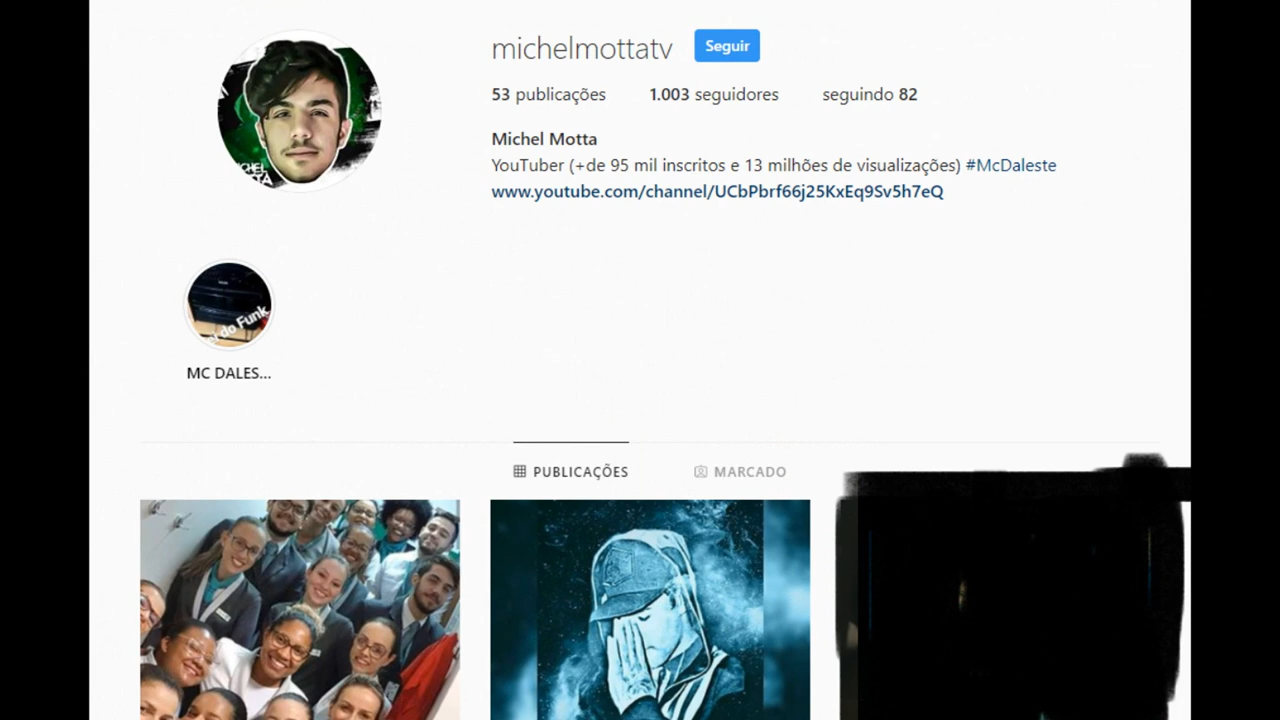 michelmottatv Seguir
53 publicações 1.003 seguidores seguindo 82
Michel Motta
YouTuber (+de 95 mil inscritos e 13 milhões de visualizações) #McDaleste
www.youtube.com/channel/UCbPbrf66j25KxEq9Sv5h7eQ
do Funk
MC DALES...
PUBLICAÇÕES MARCADO